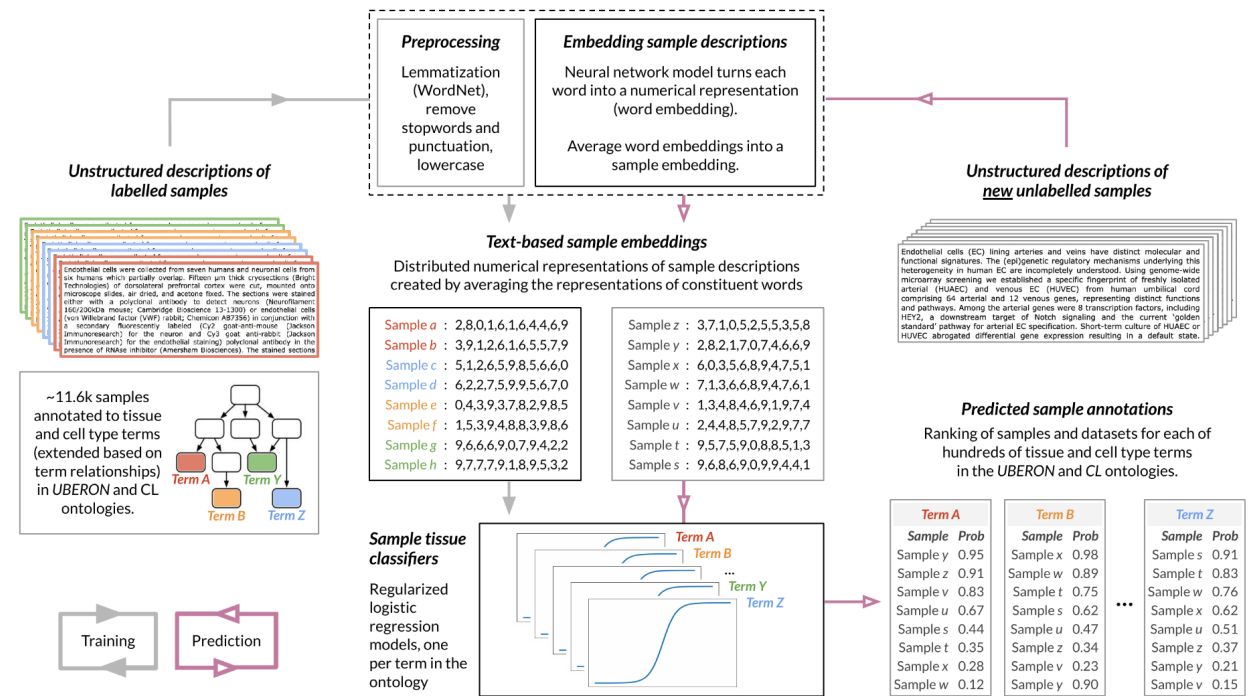 Preprocessing
Lemmatization
(WordNet),
remove
stopwords and
punctuation,
lowercase
Embedding sample descriptions
Neural network model turns each
word into a numerical representation
(word embedding).
Average word embeddings into a
sample embedding.
Unstructured descriptions of
labelled samples
Endothelial cells were collected from seven humans and neuronal cells from
six humans which partially overlap. Fifteen µm thick cryosections (Bright
Technologies) of dorsolateral prefrontal cortex were cut, mounted onto
microscope slides, air dried, and acetone fixed. The sections were stained
either with a polyclonal antibody to detect neurons (Neurofilament
160/200kDa mouse; Cambridge Bioscience 13-1300) or endothelial cells
(von Willebrand factor (VWF) rabbit; Chemicon AB7356) in conjunction with
a secondary fluorescently labeled (Cy2 goat-anti-mouse (Jackson
Immunoresearch) for the neuron and Cy3 goat anti-rabbit (Jackson
Immunoresearch for the endothelial staining) polyclonal antibody in the
presence of RNAse inhibitor (Amersham Biosciences). The stained sections
~11.6k samples
annotated to tissue
and cell type terms
(extended based on
term relationships)
in UBERON and CL
ontologies.
Term A
Term Y
Term B
Term Z
Training
Prediction
Text-based sample embeddings
Distributed numerical representations of sample descriptions
created by averaging the representations of constituent words
Sample a : 2,8,0,1,6,1,6,4,4,6,9
Sample b : 3,9,1,2,6,1,6,5,5,7,9
Sample c : 5,1,2,6,5,9,8,5,6,6,0
Sample d : 6,2,2,7,5,9,9,5,6,7,0
Sample e : 0,4,3,9,3,7,8,2,9,8,5
Sample f : 1,5,3,9,4,8,8,3,9,8,6
Sample g : 9,6,6,6,9,0,7,9,4,2,2
Sample h : 9,7,7,7,9,1,8,9,5,3,2
Sample z : 3,7,1,0,5,2,5,5,3,5,8
Sample y : 2,8,2,1,7,0,7,4,6,6,9
Sample x : 6,0,3,5,6,8,9,4,7,5,1
Sample w : 7,1,3,6,6,8,9,4,7,6,1
Sample v : 1,3,4,8,4,6,9,1,9,7,4
Sample u : 2,4,4,8,5,7,9,2,9,7,7
Sample t : 9,5,7,5,9,0,8,8,5,1,3
Sample s : 9,6,8,6,9,0,9,9,4,4,1
Sample tissue
classifiers
Regularized
logistic
regression
models, one
per term in the
ontology
Term A
Term B
...
Term Y
Term Z
Unstructured descriptions of
new unlabelled samples
Endothelial cells (EC) lining arteries and veins have distinct molecular and
functional signatures. The (epi)genetic regulatory mechanisms underlying this
heterogeneity in human EC are incompletely understood. Using genome-wide
microarray screening we established a specific fingerprint of freshly isolated
arterial (HUAEC) and venous EC (HUVEC) from human umbilical cord
comprising 64 arterial and 12 venous genes, representing distinct functions
and pathways. Among the arterial genes were 8 transcription factors, including
HEY2, a downstream target of Notch signaling and the current 'golden
standard' pathway for arterial EC specification. Short-term culture of HUAEC or
HUVEC abrogated differential gene expression resulting in a default state.
Predicted sample annotations
Ranking of samples and datasets for each of
hundreds of tissue and cell type terms
in the UBERON and CL ontologies.
Term A
Sample Prob
Sample y 0.95
Sample z 0.91
Sample v 0.83
Sample u 0.67
Sample s 0.44
Sample t 0.35
Sample x 0.28
Sample w 0.12
Term B
Sample Prob
Sample x 0.98
Sample w 0.89
Sample t 0.75
Sample s 0.62
Sample u 0.47
Sample z 0.34
Sample v 0.23
Sample y 0.90
...
Term Z
Sample Prob
Sample s 0.91
Sample t 0.83
Sample w 0.76
Sample x 0.62
Sample u 0.51
Sample z 0.37
Sample y 0.21
Sample v 0.15